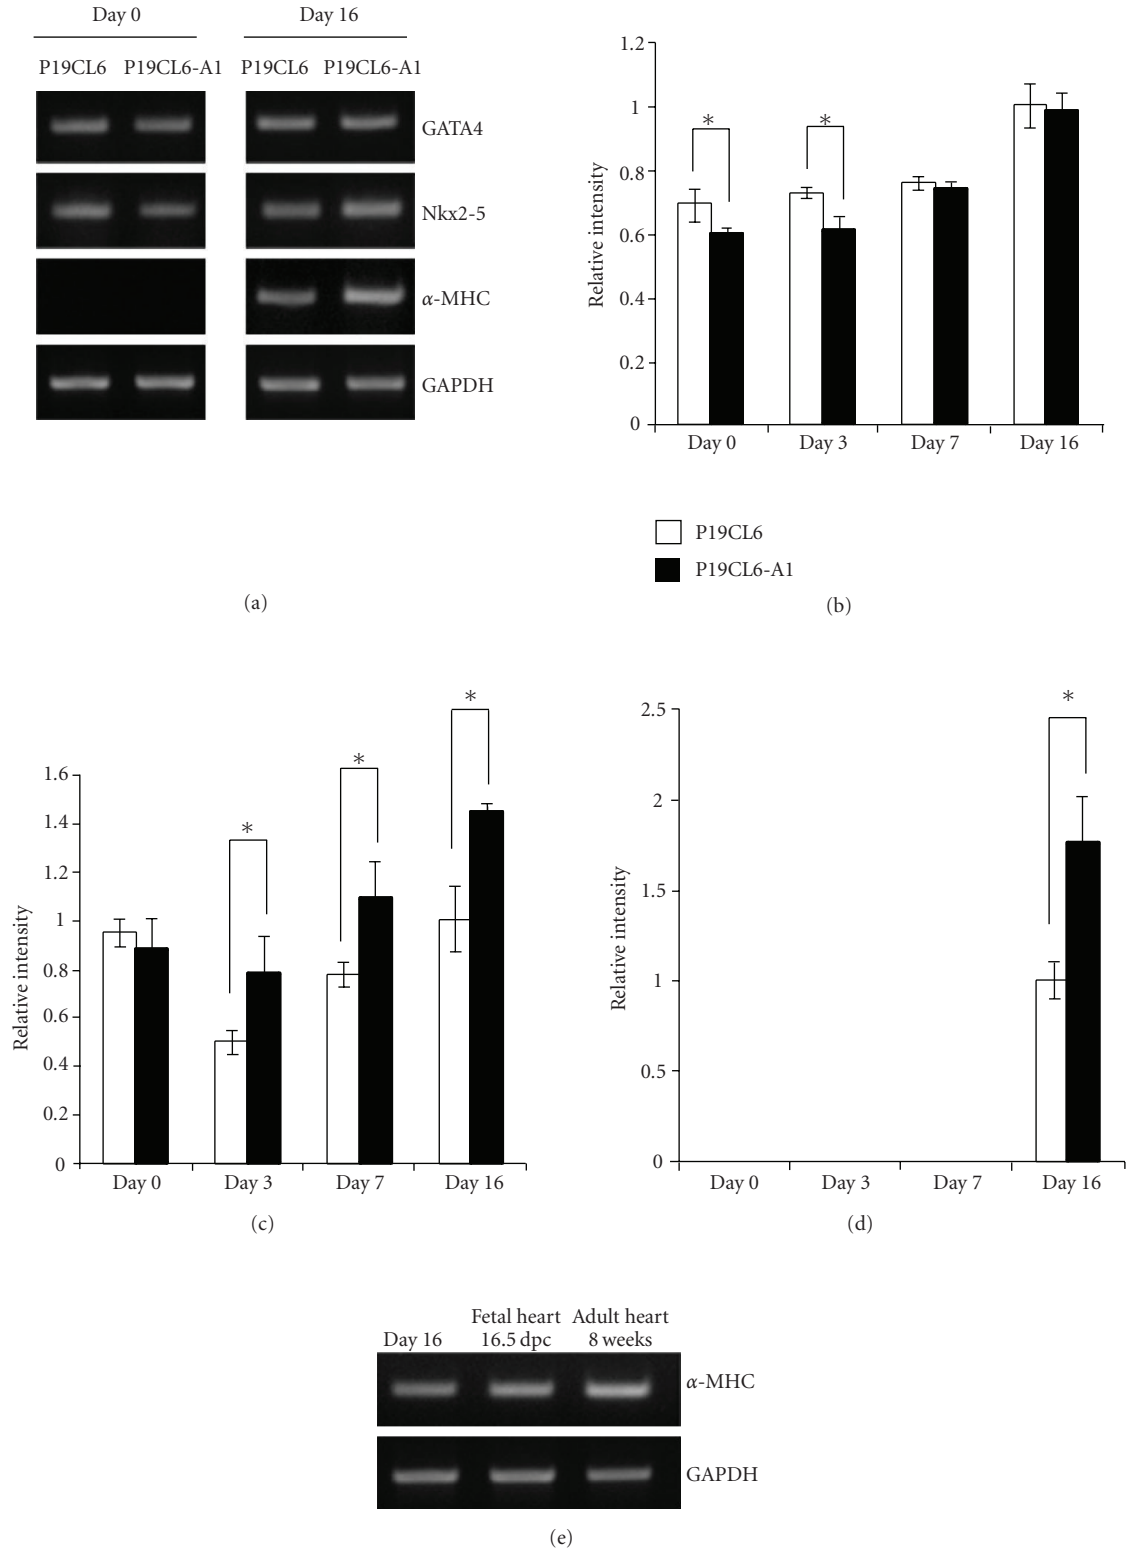 Day 0
Day 16
P19CL6 P19CL6-A1 P19CL6 P19CL6-A1
GATA4
Nkx2-5
α-MHC
GAPDH
(a)
1.2
1
0.8
0.6
0.4
0.2
0
Relative intensity
*
*
Day 0
Day 3
Day 7
Day 16
P19CL6
P19CL6-A1
(b)
1.6
1.4
1.2
1
0.8
0.6
0.4
0.2
0
Relative intensity
*
*
*
Day 0
Day 3
Day 7
Day 16
(c)
2.5
2
1.5
1
0.5
0
Relative intensity
*
Day 0
Day 3
Day 7
Day 16
(d)
Day 16
Fetal heart
16.5 dpc
Adult heart
8 weeks
α-MHC
GAPDH
(e)